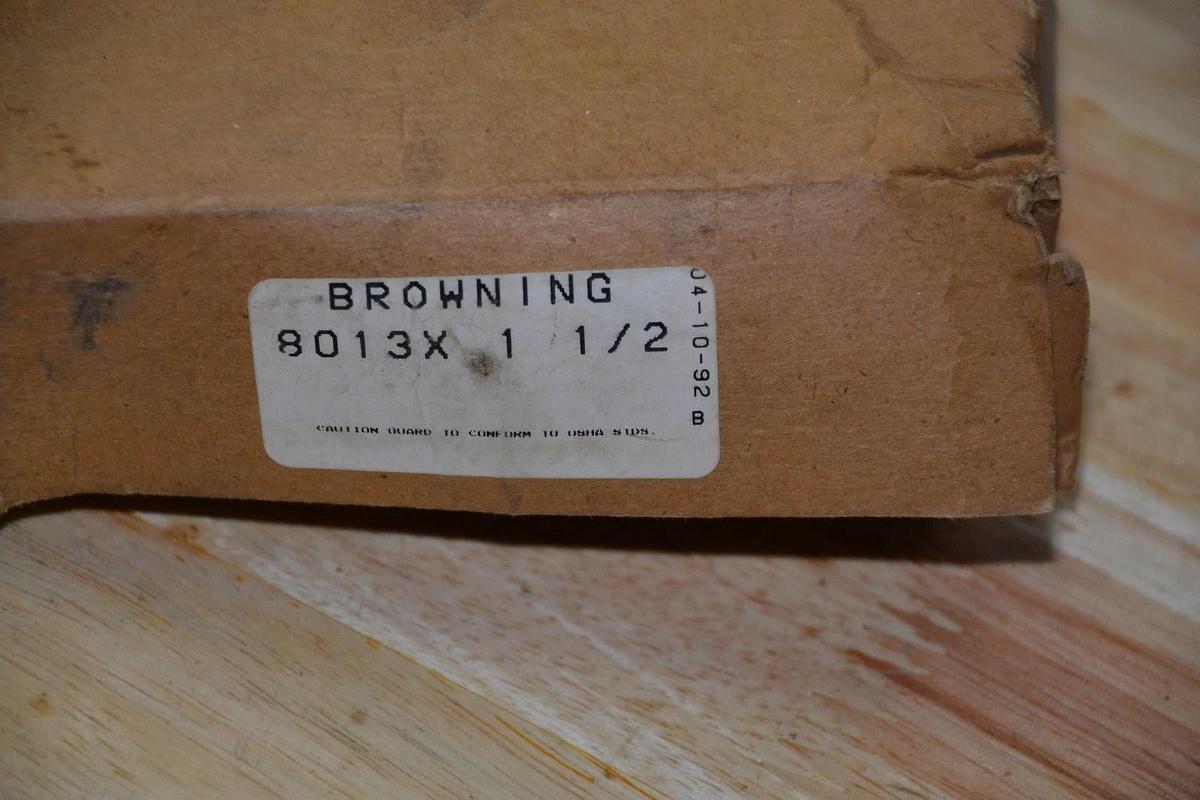 BROWNING
8013X 1 1/2
CAUTION GUARD TO CONFORM TO OSHA STDS.
04-10-92 B